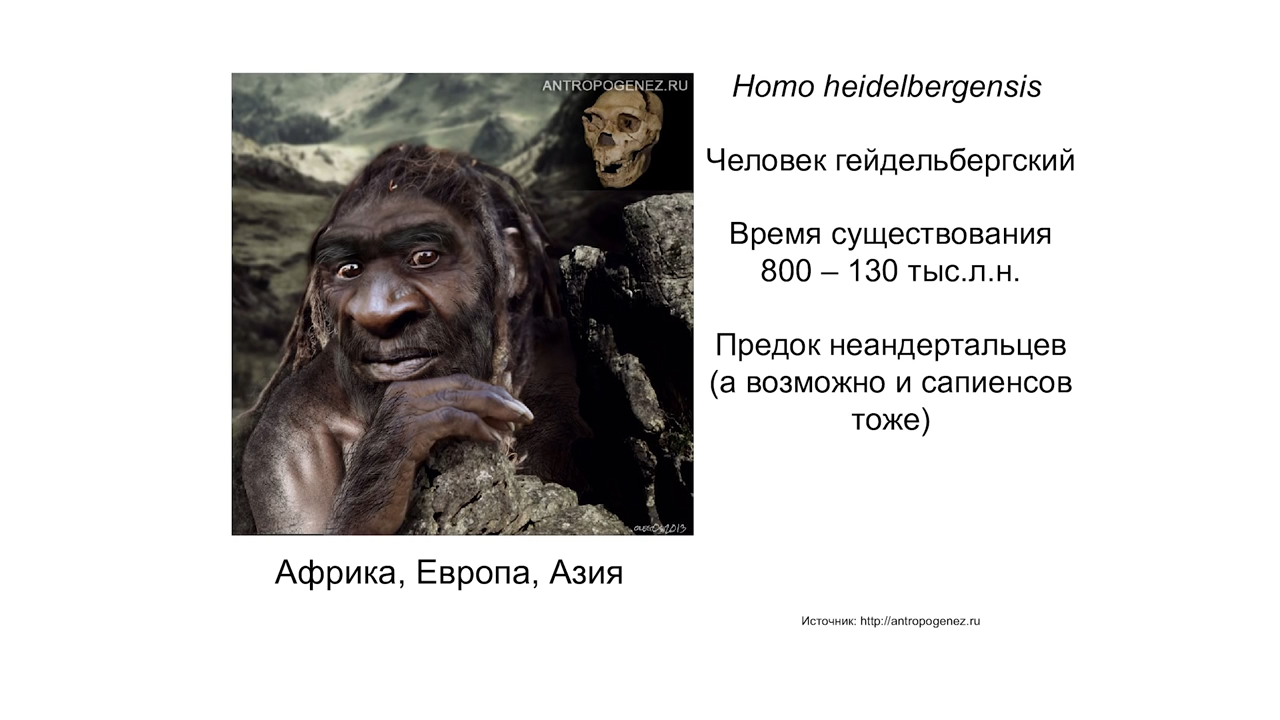 ANTROPOGENEZ.RU
Homo heidelbergensis
Человек гейдельбергский
Время существования
800 – 130 тыс.л.н.
Предок неандертальцев
(а возможно и сапиенсов
тоже)
Африка, Европа, Азия
Источник: http://antropogenez.ru